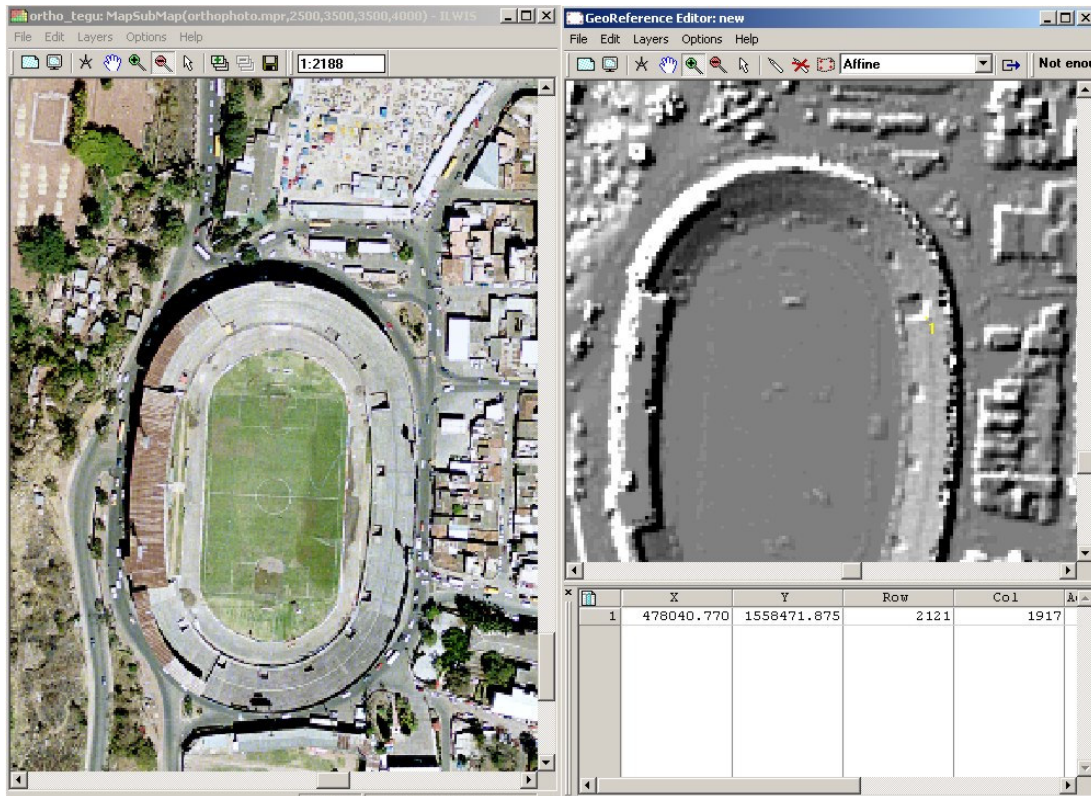 ortho_tegu: MapSubMap(orthophoto.mpr,2500,3500,3500,4000) - ILWIS
File Edit Layers Options Help
1:2188
GeoReference Editor: new
File Edit Layers Options Help
Affine
Not enou
1
X Y Row Col
1 478040.770 1558471.875 2121 1917